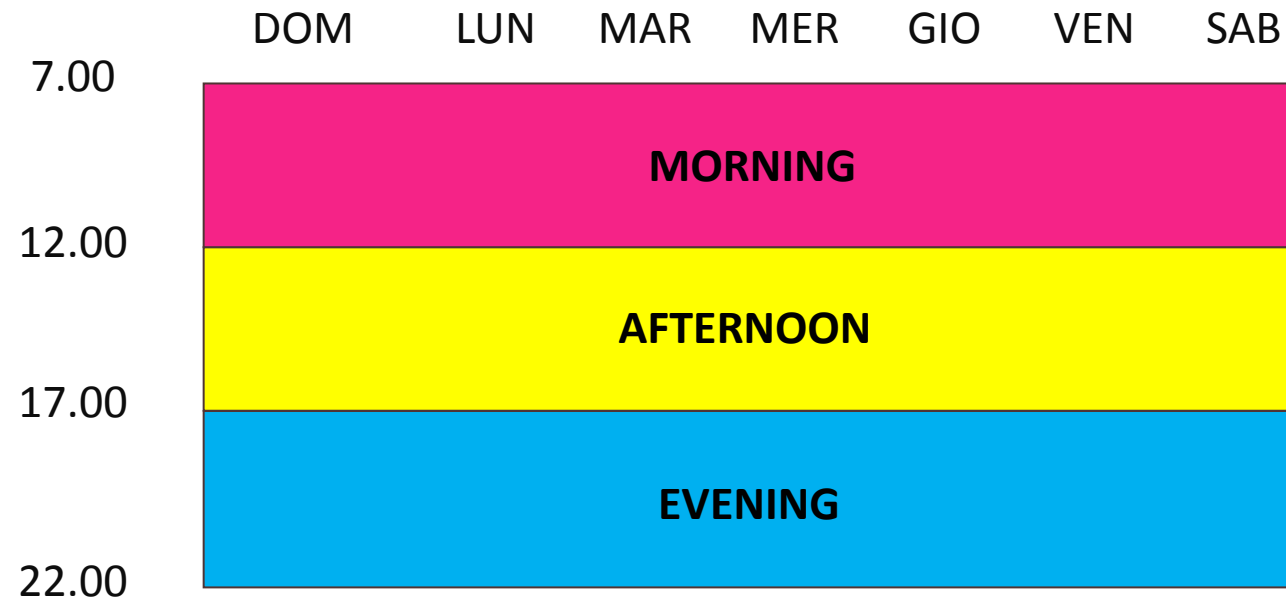 DOM LUN MAR MER GIO VEN SAB
7.00
MORNING
12.00
AFTERNOON
17.00
EVENING
22.00